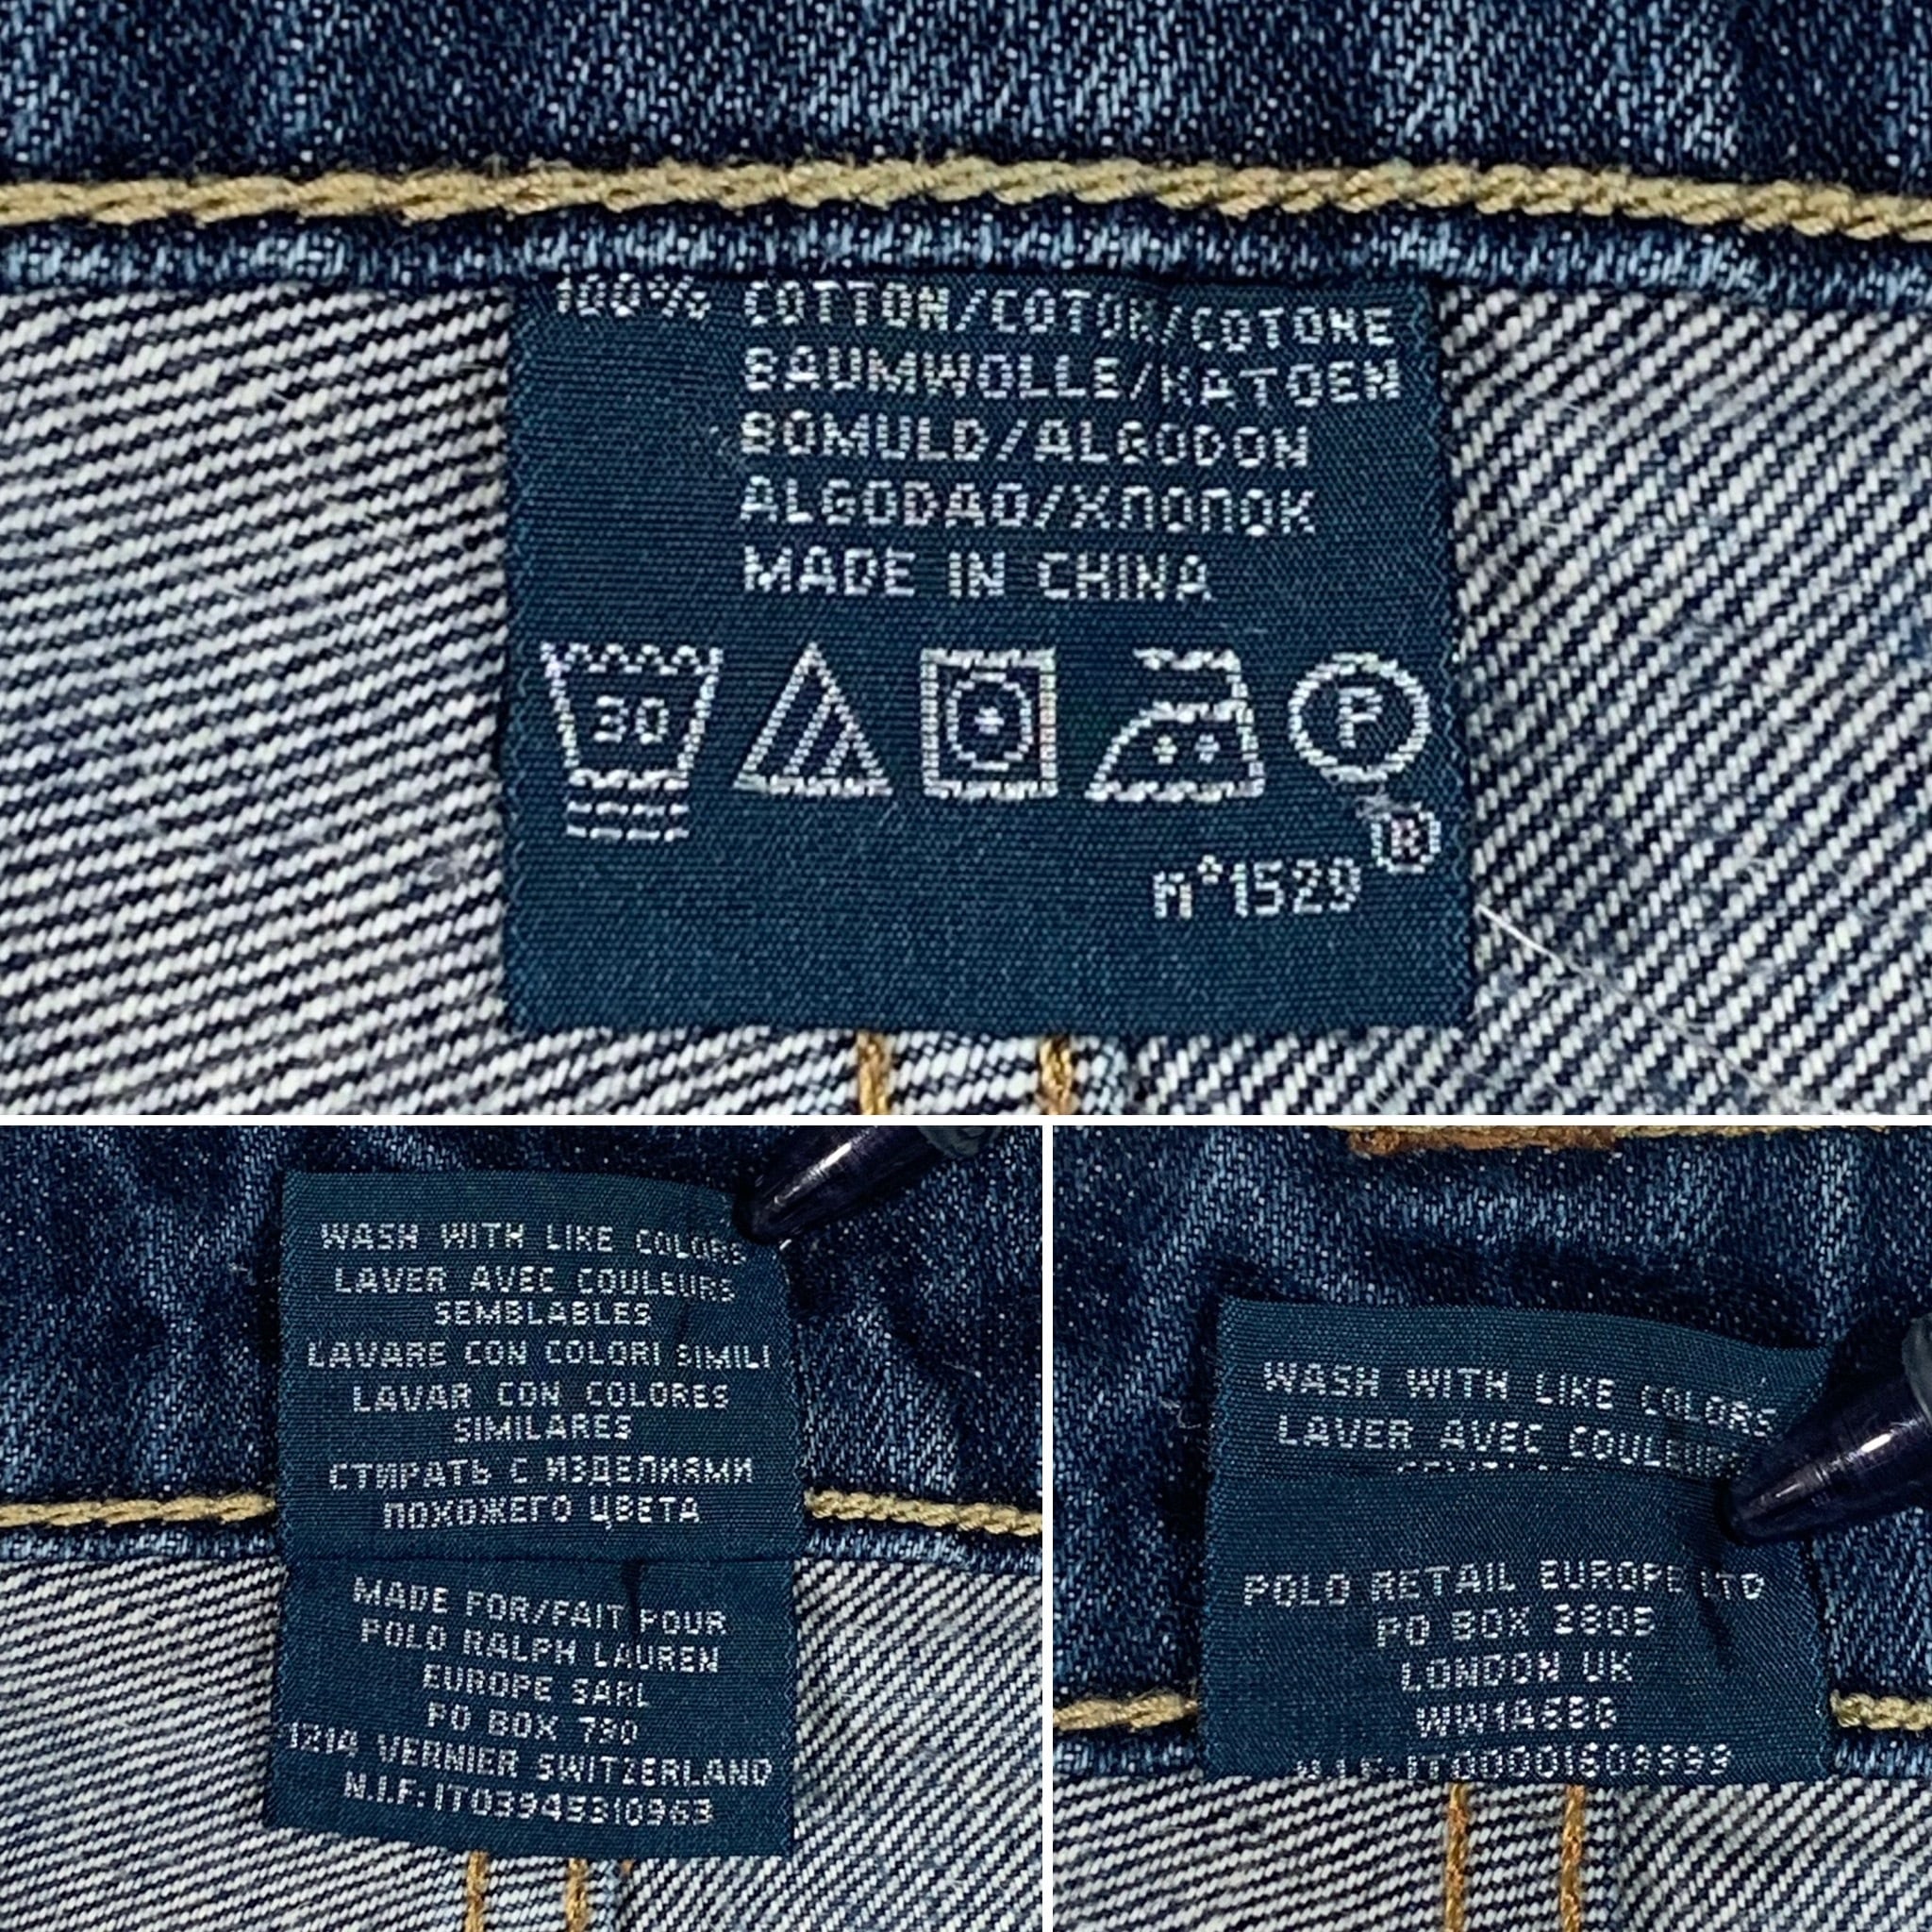 100% COTTON/COTON/COTONE
BAUMWOLLE/KATOEN
BOMULD/ALGODON
ALGODAO/ХЛОПОК
MADE IN CHINA
30
P
®
n°1529
WASH WITH LIKE COLORS
LAVER AVEC COULEURS
SEMBLABLES
LAVARE CON COLORI SIMILI
LAVAR CON COLORES
SIMILARES
СТИРАТЬ С ИЗДЕЛИЯМИ
ПОХОЖЕГО ЦВЕТА
MADE FOR/FAIT POUR
POLO RALPH LAUREN
EUROPE SARL
PO BOX 790
1214 VERNIER SWITZERLAND
N.I.F:IT03945310963
WASH WITH LIKE COLORS
LAVER AVEC COULEURS
POLO RETAIL EUROPE LTD
PO BOX
LONDON UK